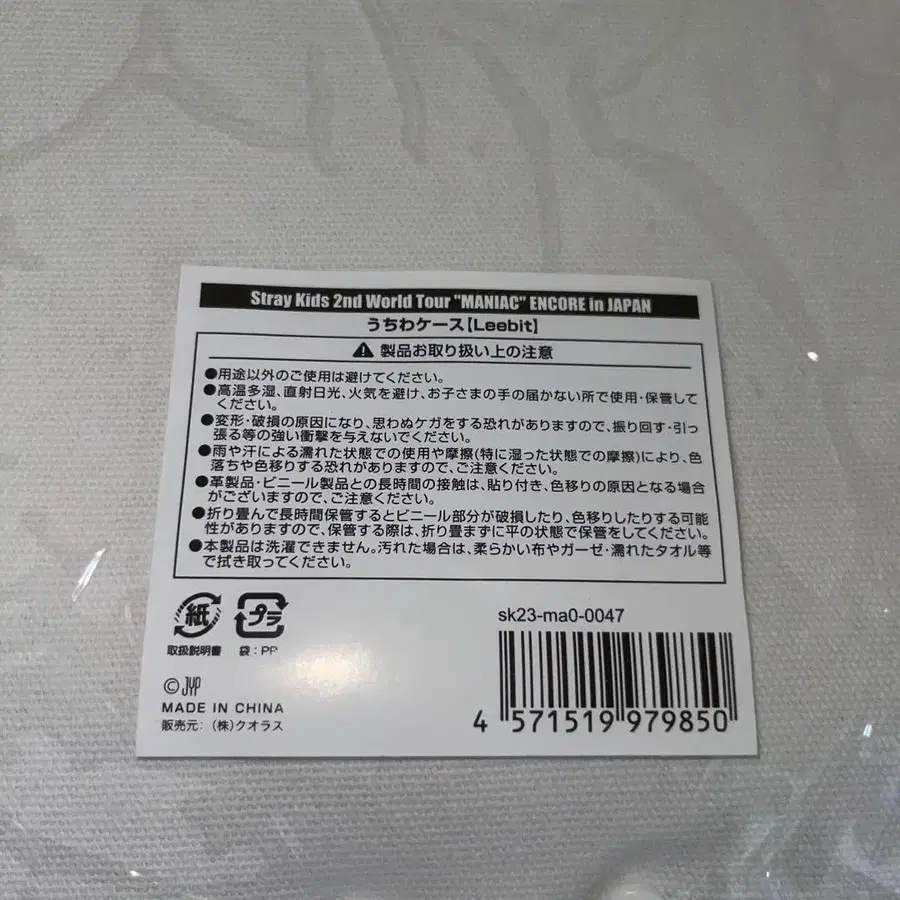 Stray Kids 2nd World Tour "MANIAC" ENCORE in JAPAN
うちわケース【Leebit】
製品お取り扱い上の注意
●用途以外のご使用は避けてください。
●高温多湿、直射日光、火気を避け、お子さまの手の届かない所で使用・保管して
ください。
●変形・破損の原因になり、思わぬケガをする恐れがありますので、振り回す・引っ
張る等の強い衝撃を与えないでください。
●雨や汗による濡れた状態での使用や摩擦(特に湿った状態での摩擦)により、色
落ちや色移りする恐れがありますので、ご注意ください。
●革製品・ビニール製品との長時間の接触は、貼り付き、色移りの原因となる場合
がございますので、ご注意ください。
●折り畳んで長時間保管するとビニール部分が破損したり、色移りしたりする可能
性がありますので、保管する際は、折り畳まずに平の状態で保管をしてください。
●本製品は洗濯できません。汚れた場合は、柔らかい布やガーゼ・濡れたタオル等
で拭き取ってください。
紙 プラ
取扱説明書 袋:PP
sk23-ma0-0047
©JYP
MADE IN CHINA
販売元:(株)クオラス
4 571519 979850